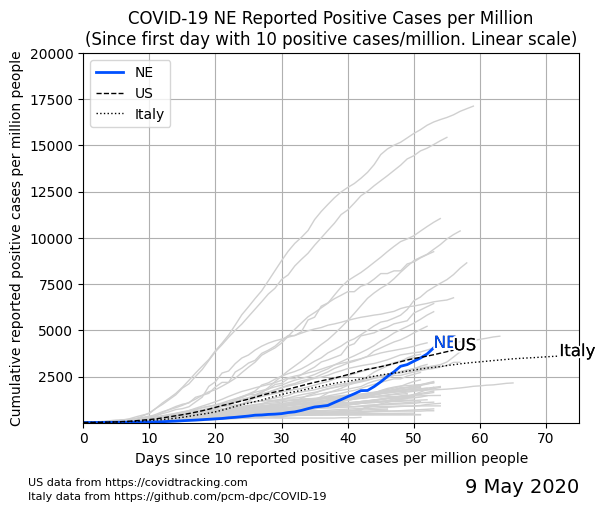 COVID-19 NE Reported Positive Cases per Million
(Since first day with 10 positive cases/million. Linear scale)
Cumulative reported positive cases per million people
20000
17500
15000
12500
10000
7500
5000
2500
NE
US
Italy
NE
US
Italy
0
10
20
30
40
50
60
70
Days since 10 reported positive cases per million people
US data from https://covidtracking.com
Italy data from https://github.com/pcm-dpc/COVID-19
9 May 2020